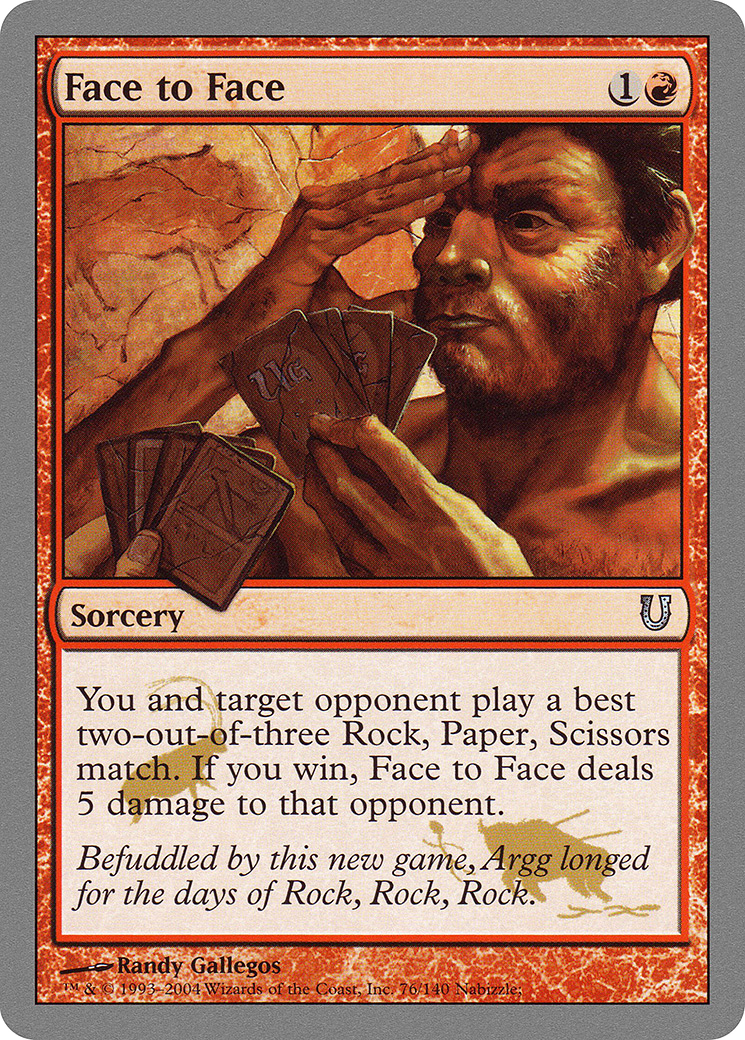 Face to Face 1
UG
Sorcery
You and target opponent play a best
two-out-of-three Rock, Paper, Scissors
match. If you win, Face to Face deals
5 damage to that opponent.
Befuddled by this new game, Argg longed
for the days of Rock, Rock, Rock.
Randy Gallegos
™ & © 1993–2004 Wizards of the Coast, Inc. 76/140 Nabizzle;